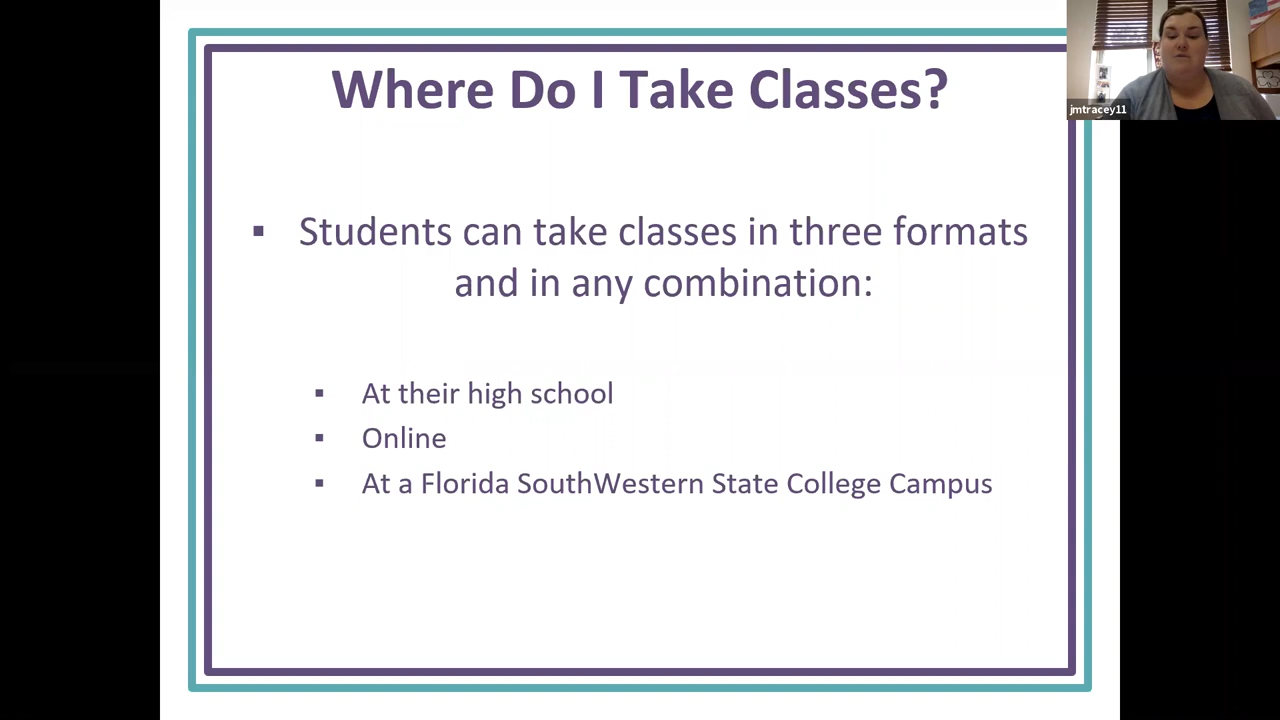 Where Do I Take Classes?
jmtracey11
▪ Students can take classes in three formats
and in any combination:
▪ At their high school
▪ Online
▪ At a Florida SouthWestern State College Campus